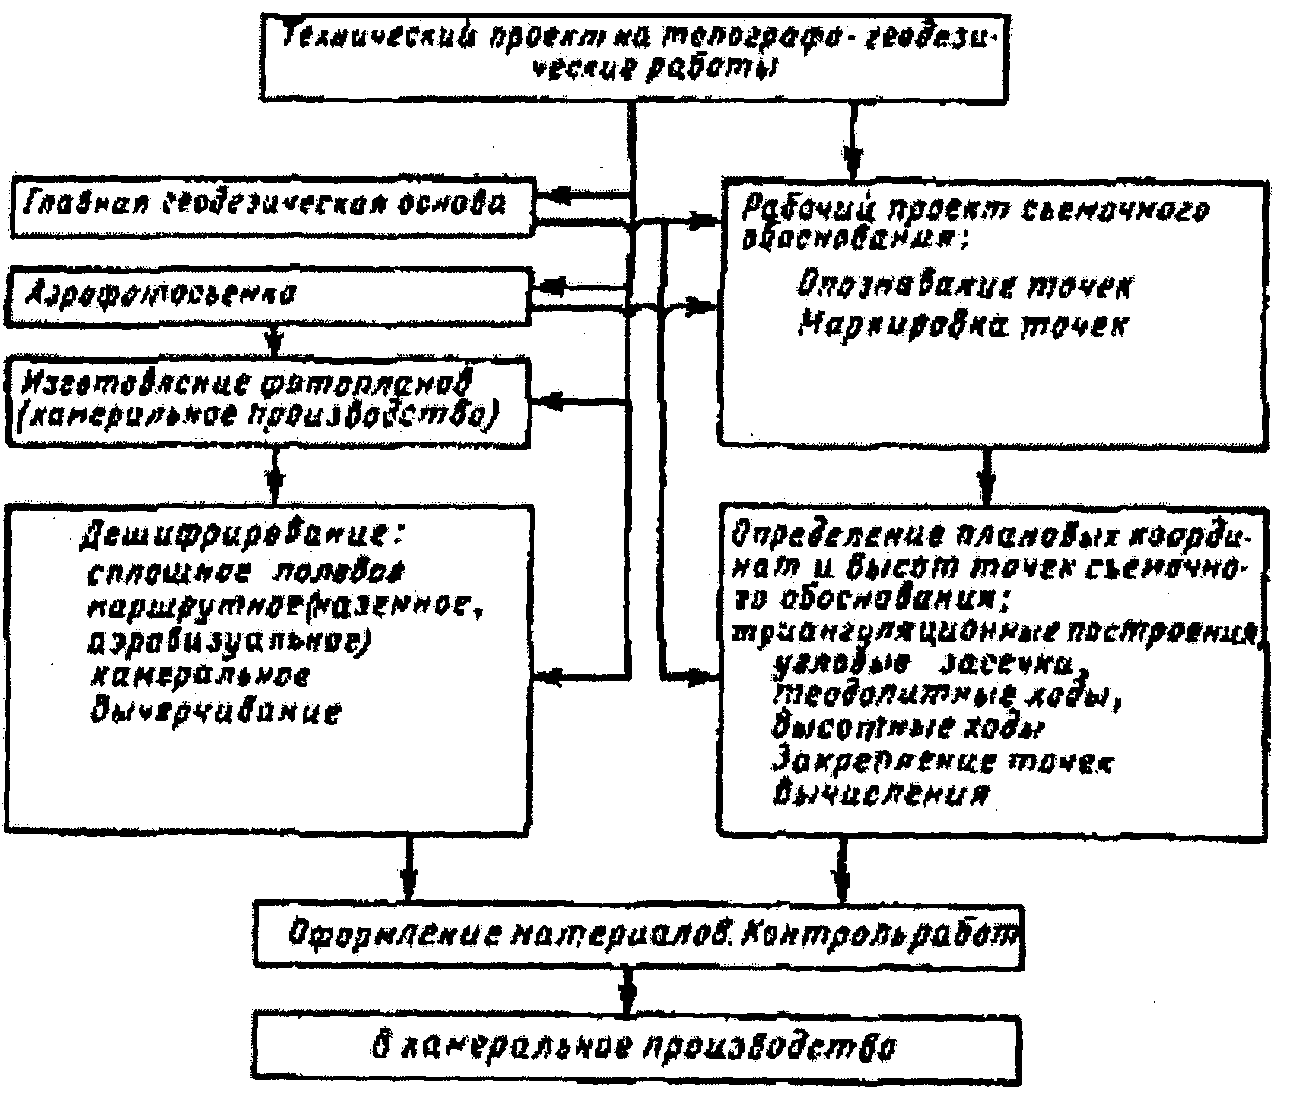 Технический проект на топографо-геодези-
ческие работы
Главная геодезическая основа
Аэрофотосъемка
Изготовление фотопланов
(камеральное производство)
Дешифрирование:
сплошное полевое
маршрутное (наземное,
аэровизуальное)
камеральное
Вычерчивание
Рабочий проект съемочного
обоснования:
Опознавание точек
Маркировка точек
Определение плановых коорди-
нат и высот точек съемочно-
го обоснования:
триангуляционные построения,
угловые засечки,
теодолитные ходы,
высотные ходы
Закрепление точек
Вычисления
Оформление материалов. Контроль работ
В камеральное производство